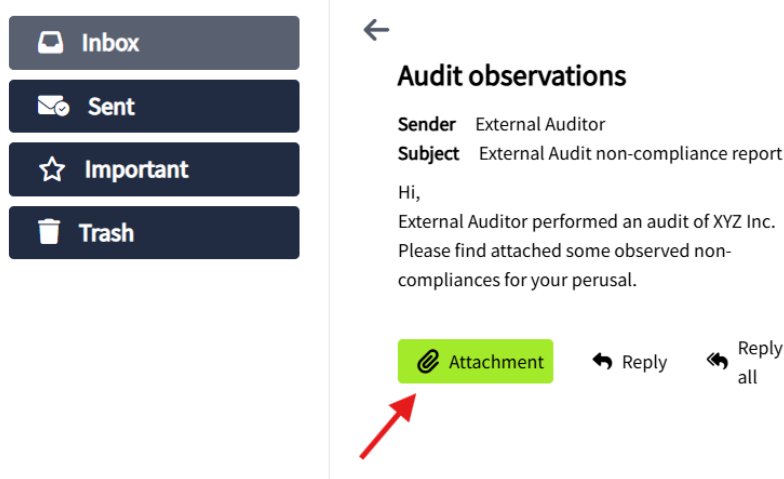 Inbox
Sent
Important
Trash
Audit observations
Sender External Auditor
Subject External Audit non-compliance report
Hi,
External Auditor performed an audit of XYZ Inc.
Please find attached some observed non-
compliances for your perusal.
Attachment
Reply
Reply
all